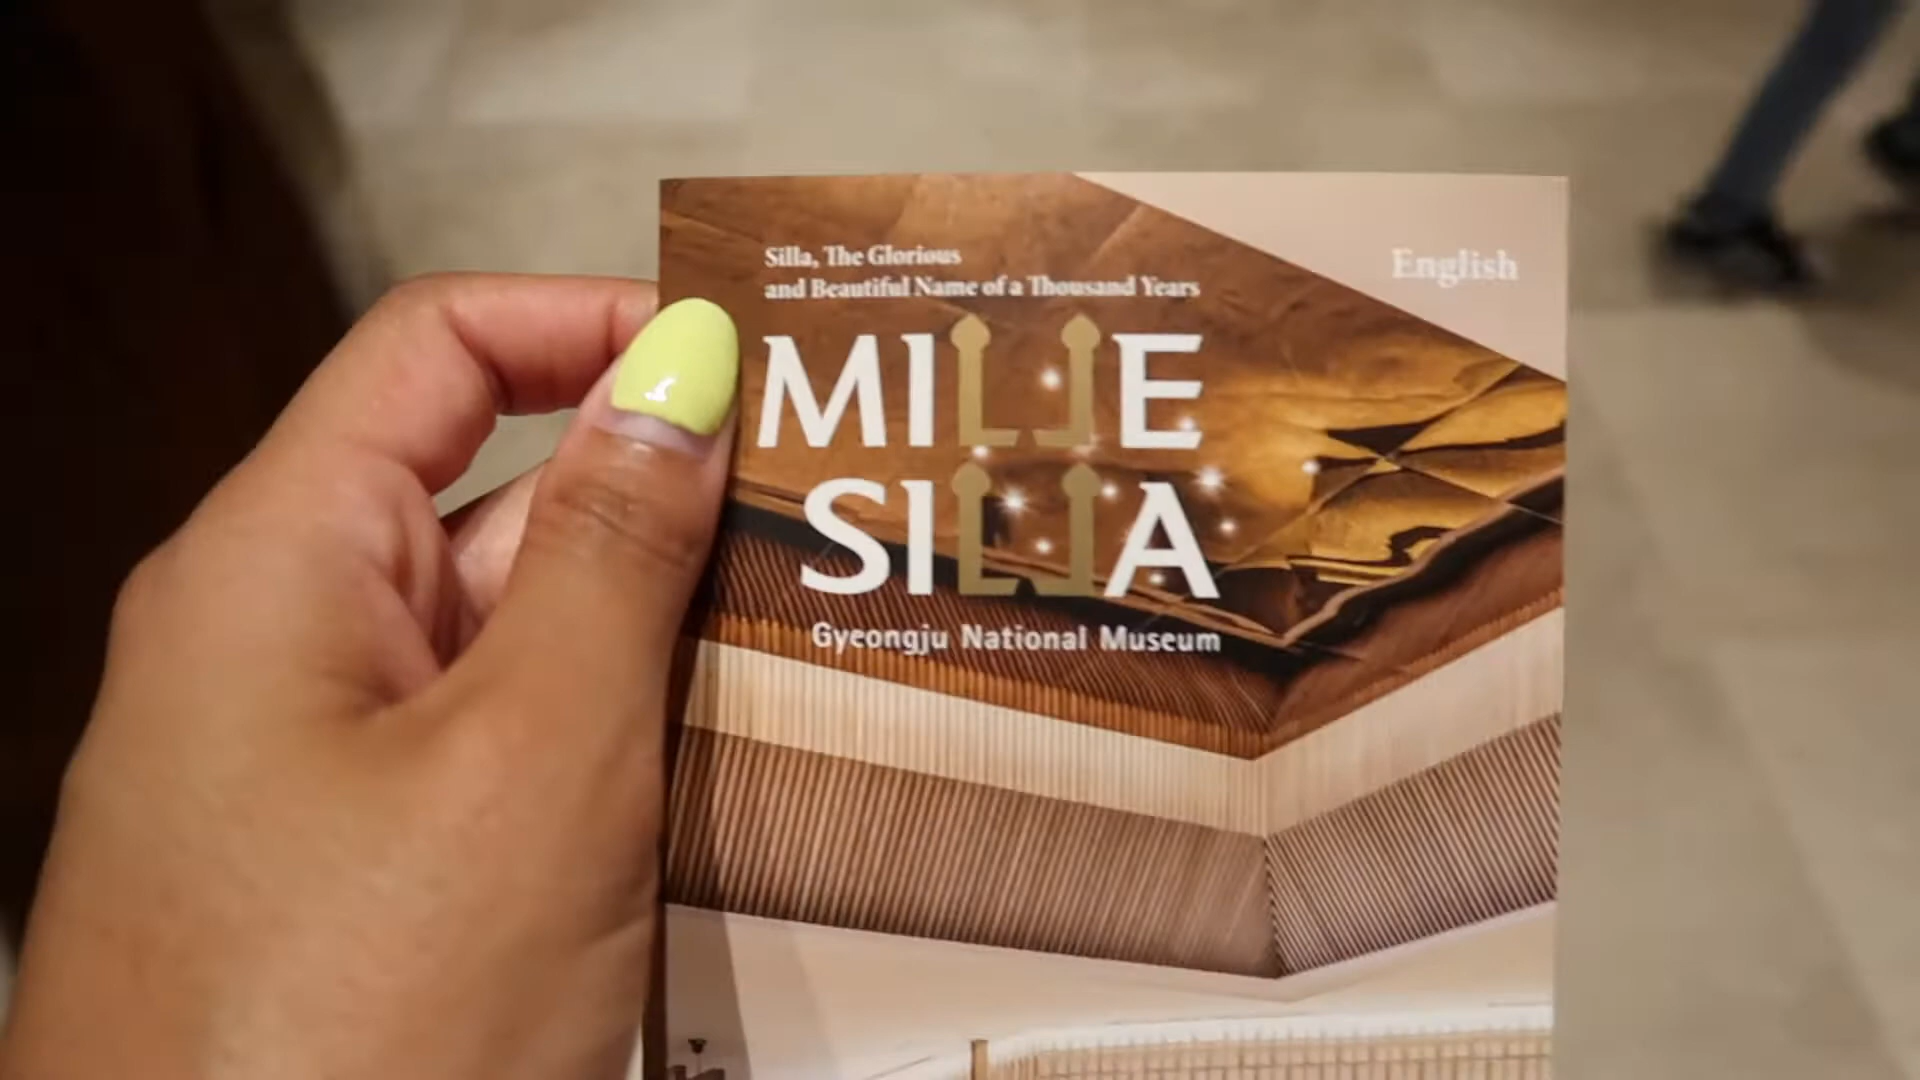 Silla, The Glorious
and Beautiful Name of a Thousand Years
English
MILLE
SILLA
Gyeongju National Museum